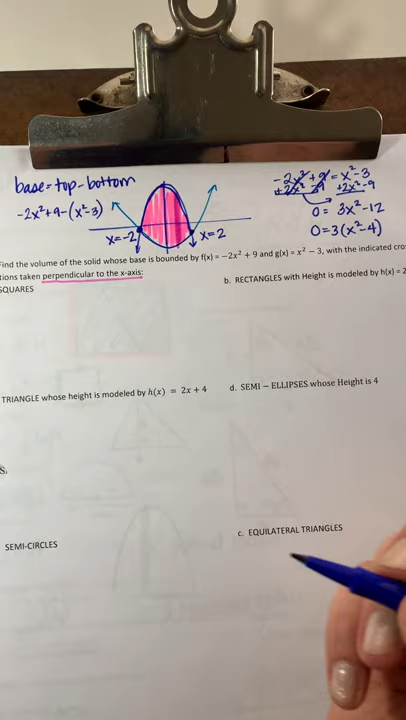 base=top-bottom
-2x²+9-(x²-3)
x=-2
x=2
-2x²+9=x²-3
+2x² -9 +2x²-9
0= 3x²-12
0=3(x²-4)
Find the volume of the solid whose base is bounded by f(x) = −2x² + 9 and g(x) = x² − 3, with the indicated cro
tions taken perpendicular to the x-axis:
SQUARES
b. RECTANGLES with Height is modeled by h(x) = 2
TRIANGLE whose height is modeled by h(x) = 2x + 4
d. SEMI − ELLIPSES whose Height is 4
S.
SEMI-CIRCLES
c. EQUILATERAL TRIANGLES